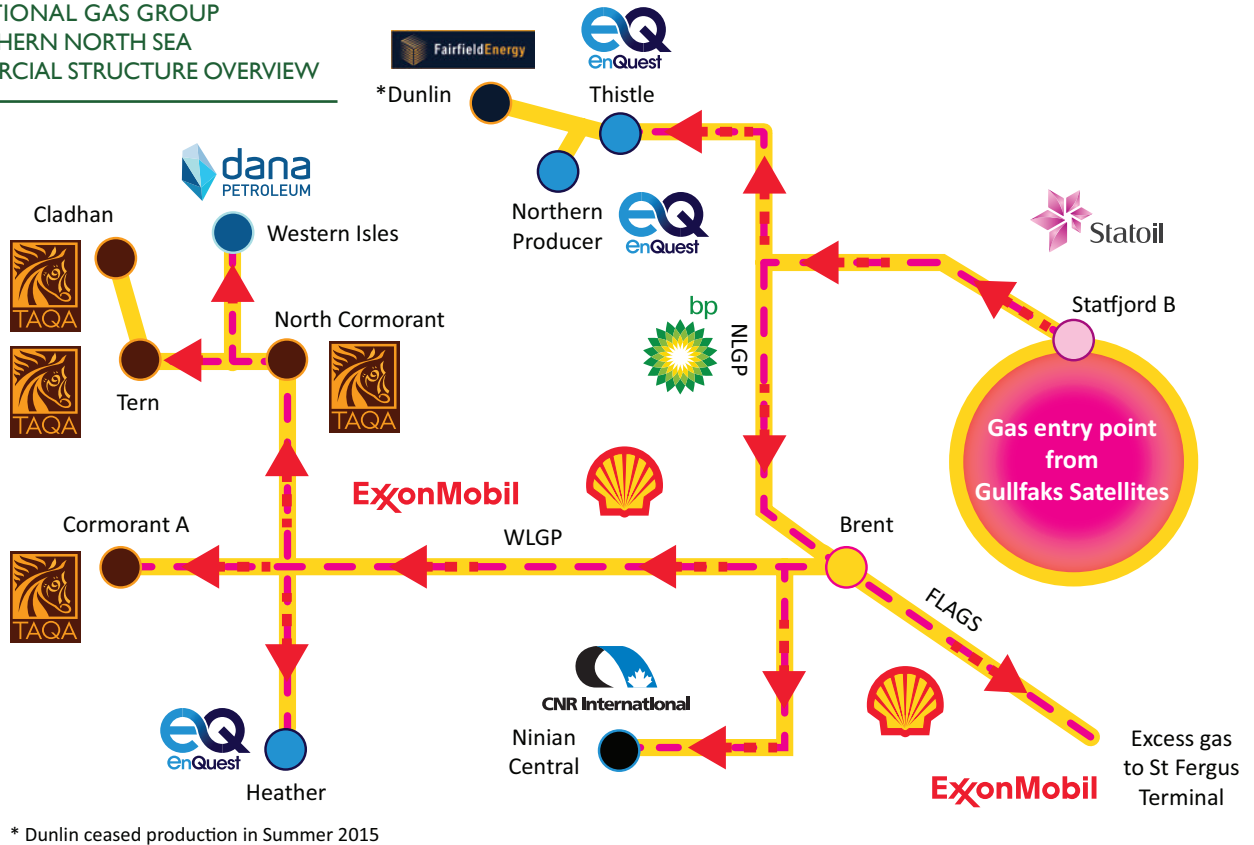 TIONAL GAS GROUP
HERN NORTH SEA
ERCIAL STRUCTURE OVERVIEW
FairfieldEnergy
enQuest
*Dunlin
Thistle
dana
PETROLEUM
Cladhan
Western Isles
Northern
Producer
enQuest
Statoil
TAQA
North Cormorant
bp
NLGP
Statfjord B
TAQA
Tern
TAQA
Gas entry point
from
Gullfaks Satellites
ExxonMobil
Cormorant A
WLGP
Brent
TAQA
FLAGS
CNR International
enQuest
Heather
Ninian
Central
ExxonMobil
Excess gas
to St Fergus
Terminal
* Dunlin ceased production in Summer 2015